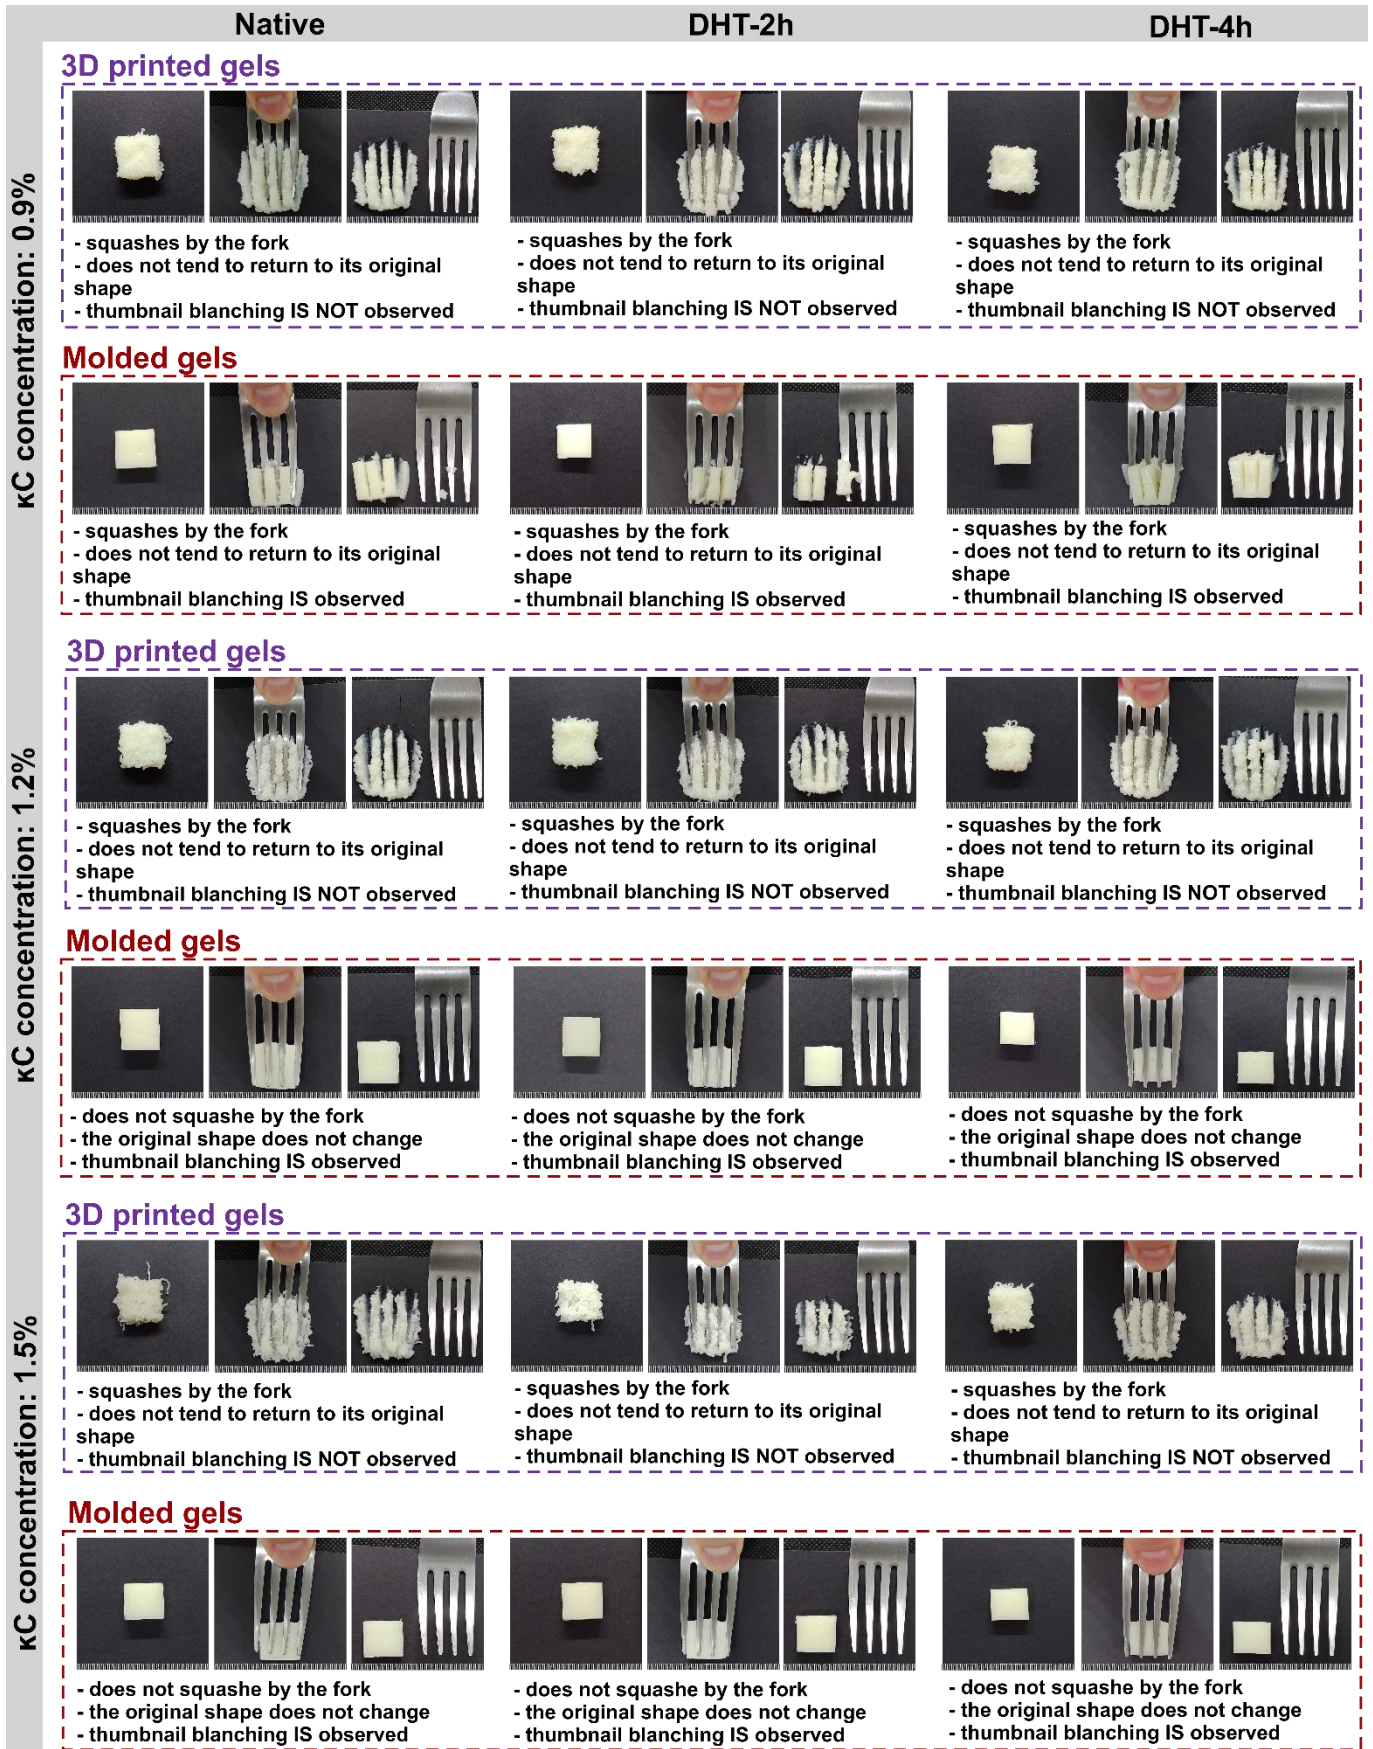 Native
DHT-2h
DHT-4h
κC concentration: 0.9%
3D printed gels
- squashes by the fork
- does not tend to return to its original
shape
- thumbnail blanching IS NOT observed
- squashes by the fork
- does not tend to return to its original
shape
- thumbnail blanching IS NOT observed
- squashes by the fork
- does not tend to return to its original
shape
- thumbnail blanching IS NOT observed
Molded gels
- squashes by the fork
- does not tend to return to its original
shape
- thumbnail blanching IS observed
- squashes by the fork
- does not tend to return to its original
shape
- thumbnail blanching IS observed
- squashes by the fork
- does not tend to return to its original
shape
- thumbnail blanching IS observed
κC concentration: 1.2%
3D printed gels
- squashes by the fork
- does not tend to return to its original
shape
- thumbnail blanching IS NOT observed
- squashes by the fork
- does not tend to return to its original
shape
- thumbnail blanching IS NOT observed
- squashes by the fork
- does not tend to return to its original
shape
- thumbnail blanching IS NOT observed
Molded gels
- does not squashe by the fork
- the original shape does not change
- thumbnail blanching IS observed
- does not squashe by the fork
- the original shape does not change
- thumbnail blanching IS observed
- does not squashe by the fork
- the original shape does not change
- thumbnail blanching IS observed
κC concentration: 1.5%
3D printed gels
- squashes by the fork
- does not tend to return to its original
shape
- thumbnail blanching IS NOT observed
- squashes by the fork
- does not tend to return to its original
shape
- thumbnail blanching IS NOT observed
- squashes by the fork
- does not tend to return to its original
shape
- thumbnail blanching IS NOT observed
Molded gels
- does not squashe by the fork
- the original shape does not change
- thumbnail blanching IS observed
- does not squashe by the fork
- the original shape does not change
- thumbnail blanching IS observed
- does not squashe by the fork
- the original shape does not change
- thumbnail blanching IS observed